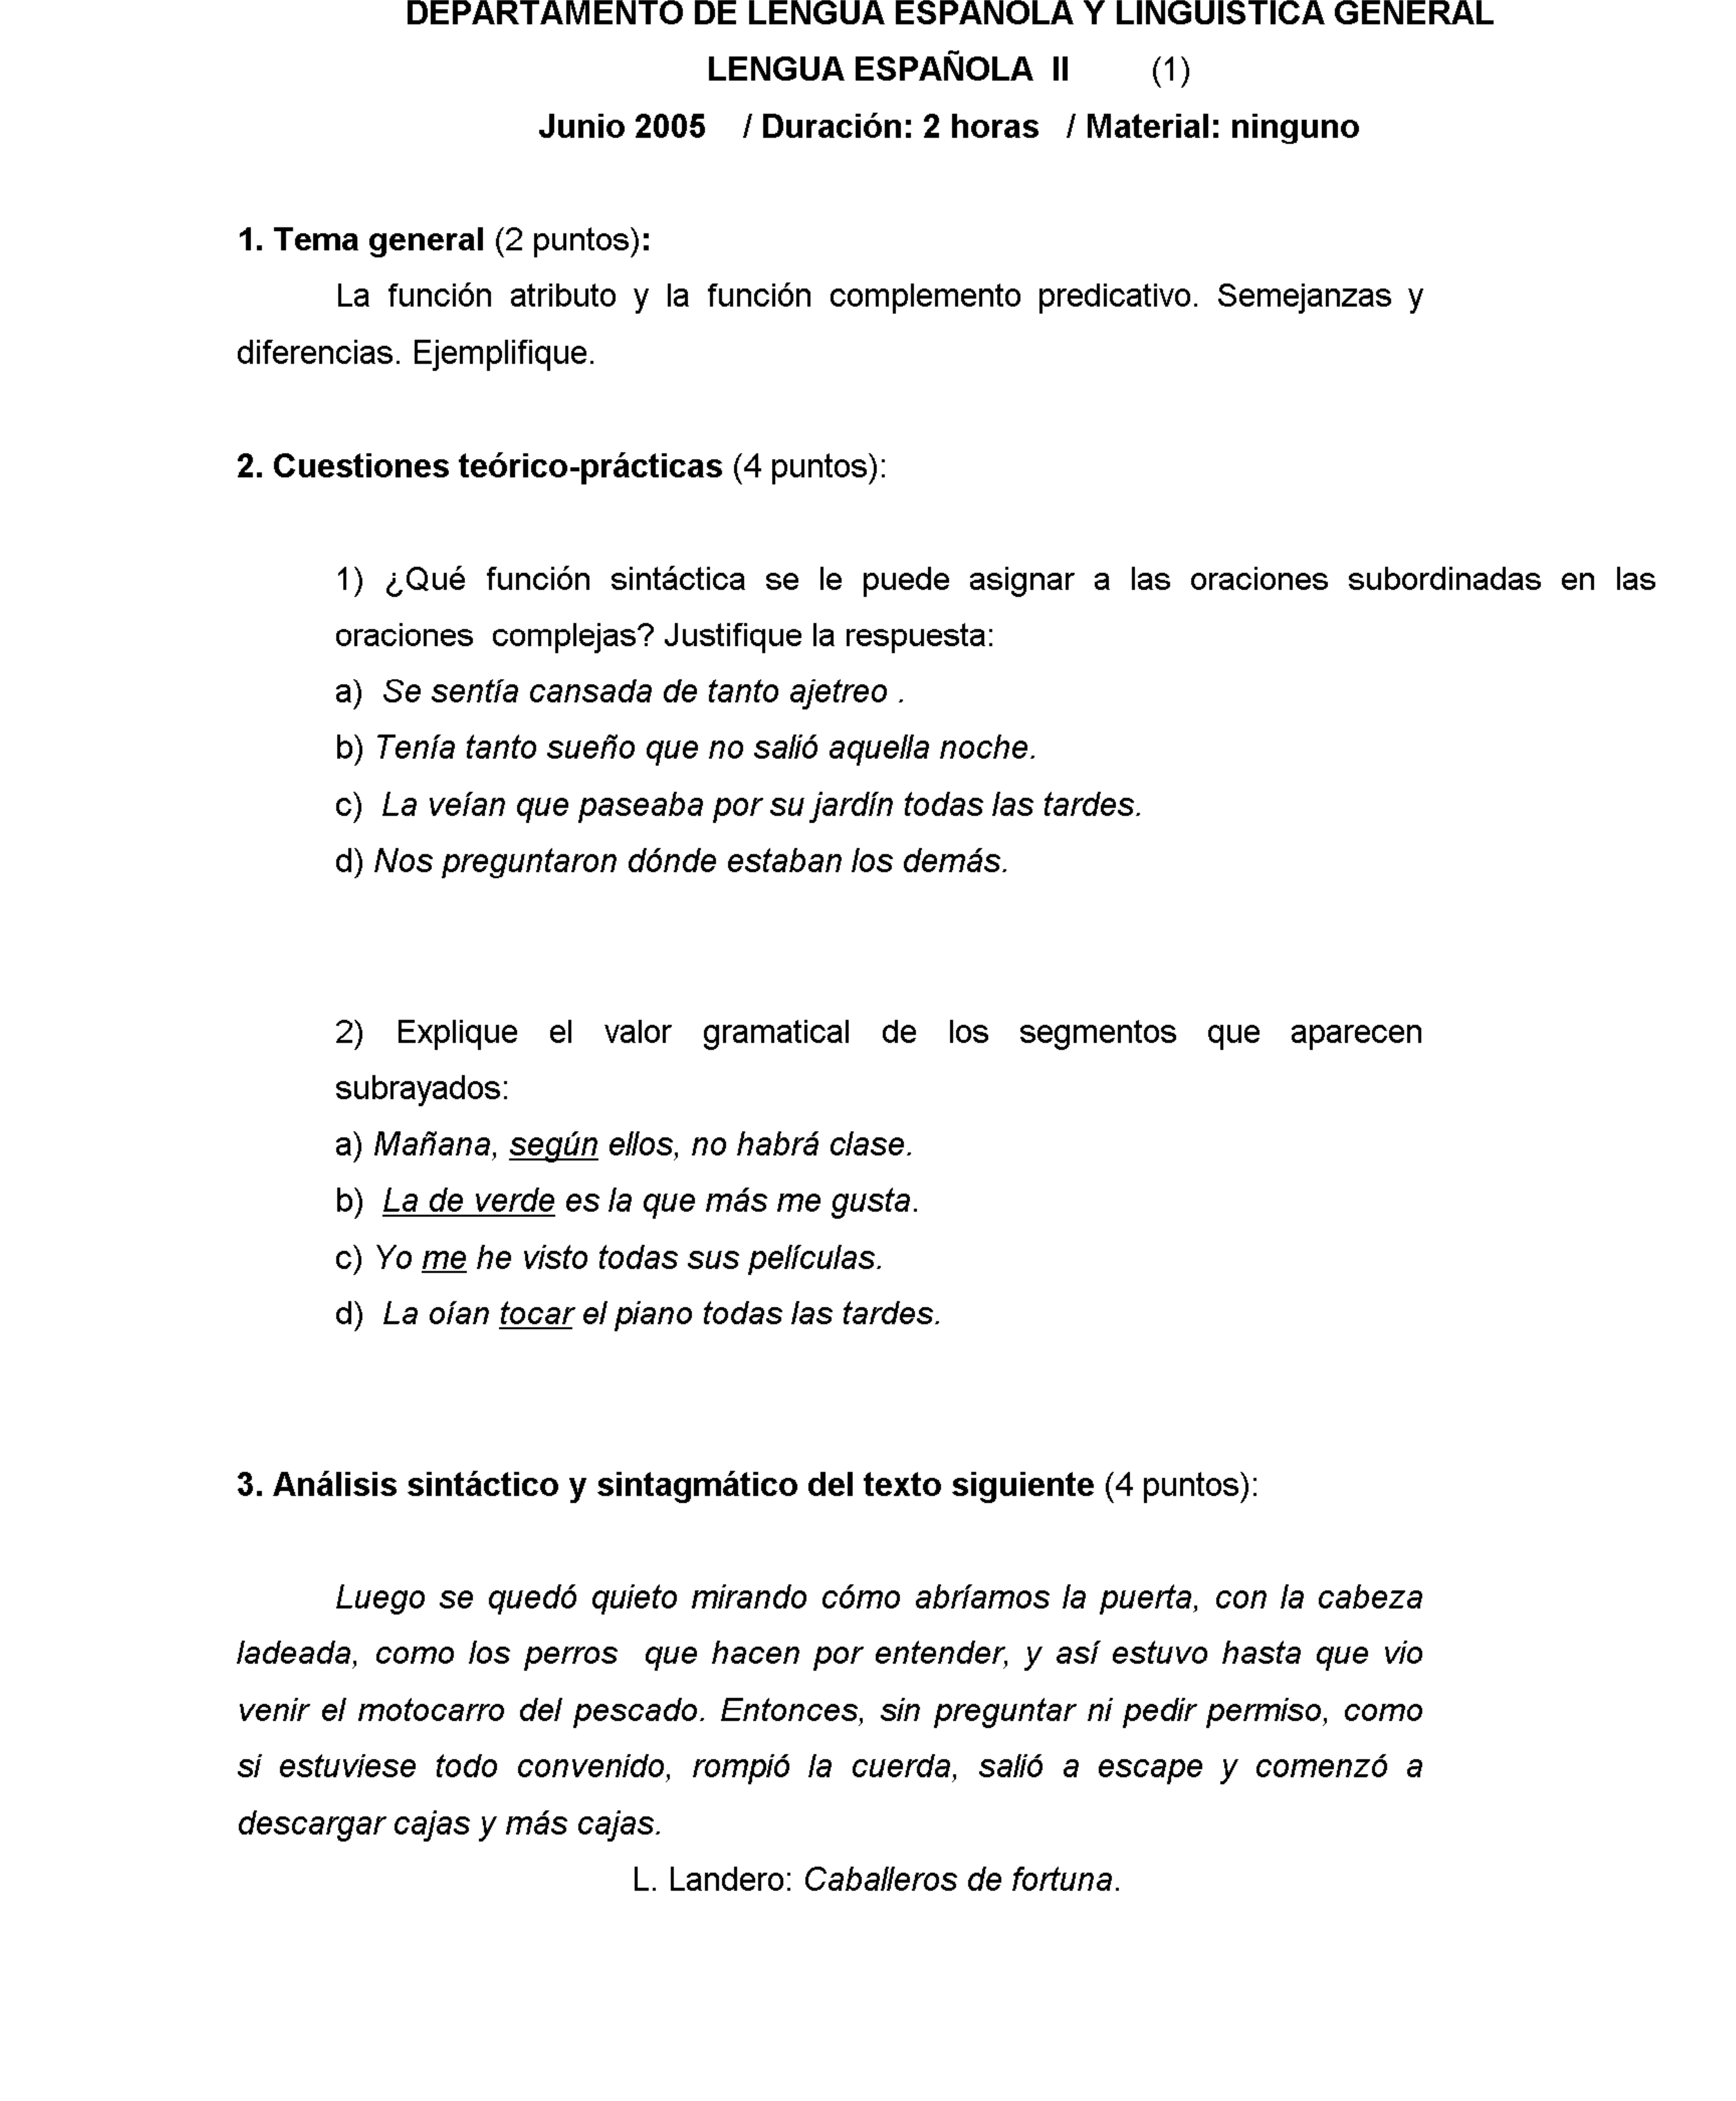 DEPARTAMENTO DE LENGUA ESPAÑOLA Y LINGÜÍSTICA GENERAL
LENGUA ESPAÑOLA II (1)
Junio 2005 / Duración: 2 horas / Material: ninguno
1. Tema general (2 puntos):
La función atributo y la función complemento predicativo. Semejanzas y
diferencias. Ejemplifique.
2. Cuestiones teórico-prácticas (4 puntos):
1) ¿Qué función sintáctica se le puede asignar a las oraciones subordinadas en las
oraciones complejas? Justifique la respuesta:
a) Se sentía cansada de tanto ajetreo .
b) Tenía tanto sueño que no salió aquella noche.
c) La veían que paseaba por su jardín todas las tardes.
d) Nos preguntaron dónde estaban los demás.
2) Explique el valor gramatical de los segmentos que aparecen
subrayados:
a) Mañana, según ellos, no habrá clase.
b) La de verde es la que más me gusta.
c) Yo me he visto todas sus películas.
d) La oían tocar el piano todas las tardes.
3. Análisis sintáctico y sintagmático del texto siguiente (4 puntos):
Luego se quedó quieto mirando cómo abríamos la puerta, con la cabeza
ladeada, como los perros que hacen por entender, y así estuvo hasta que vio
venir el motocarro del pescado. Entonces, sin preguntar ni pedir permiso, como
si estuviese todo convenido, rompió la cuerda, salió a escape y comenzó a
descargar cajas y más cajas.
L. Landero: Caballeros de fortuna.